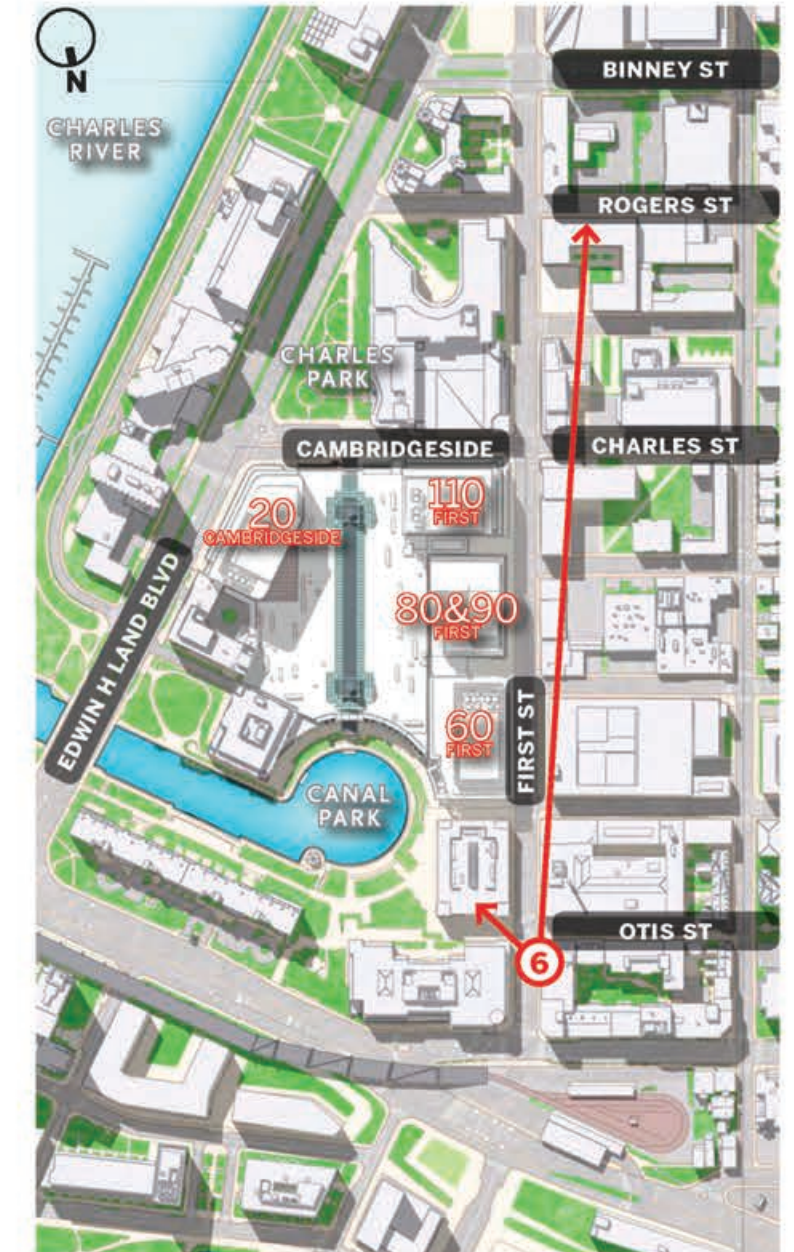 N
BINNEY ST
CHARLES
RIVER
ROGERS ST
CHARLES
PARK
CAMBRIDGESIDE
CHARLES ST
20
CAMBRIDGESIDE
110
FIRST
80&90
FIRST
EDWIN H LAND BLVD
60
FIRST
FIRST ST
CANAL
PARK
OTIS ST
6